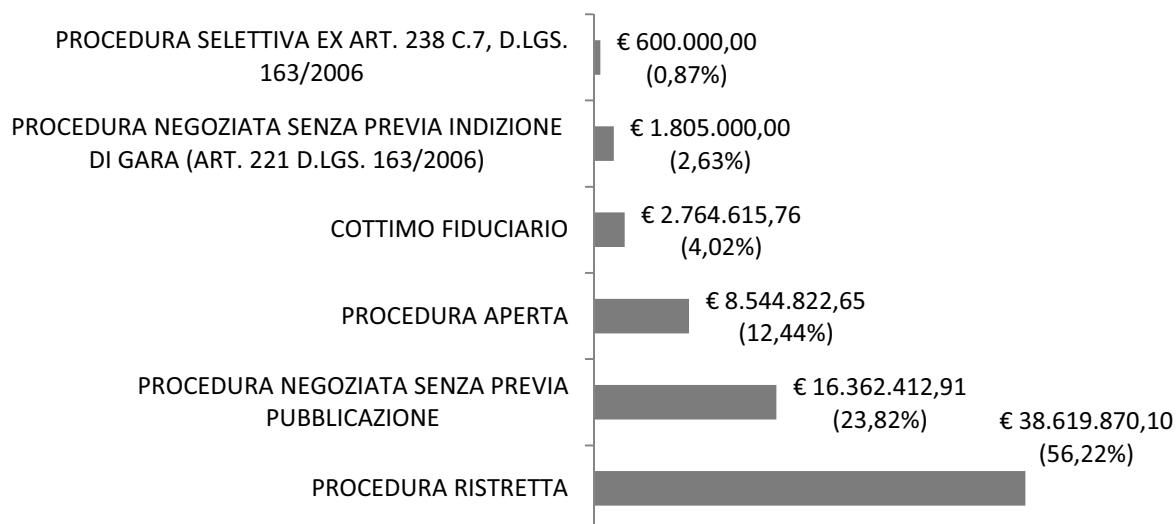 PROCEDURA SELETTIVA EX ART. 238 C.7, D.LGS.
163/2006
€ 600.000,00
(0,87%)
PROCEDURA NEGOZIATA SENZA PREVIA INDIZIONE
DI GARA (ART. 221 D.LGS. 163/2006)
€ 1.805.000,00
(2,63%)
COTTIMO FIDUCIARIO
€ 2.764.615,76
(4,02%)
PROCEDURA APERTA
€ 8.544.822,65
(12,44%)
PROCEDURA NEGOZIATA SENZA PREVIA
PUBBLICAZIONE
€ 16.362.412,91
(23,82%)
PROCEDURA RISTRETTA
€ 38.619.870,10
(56,22%)